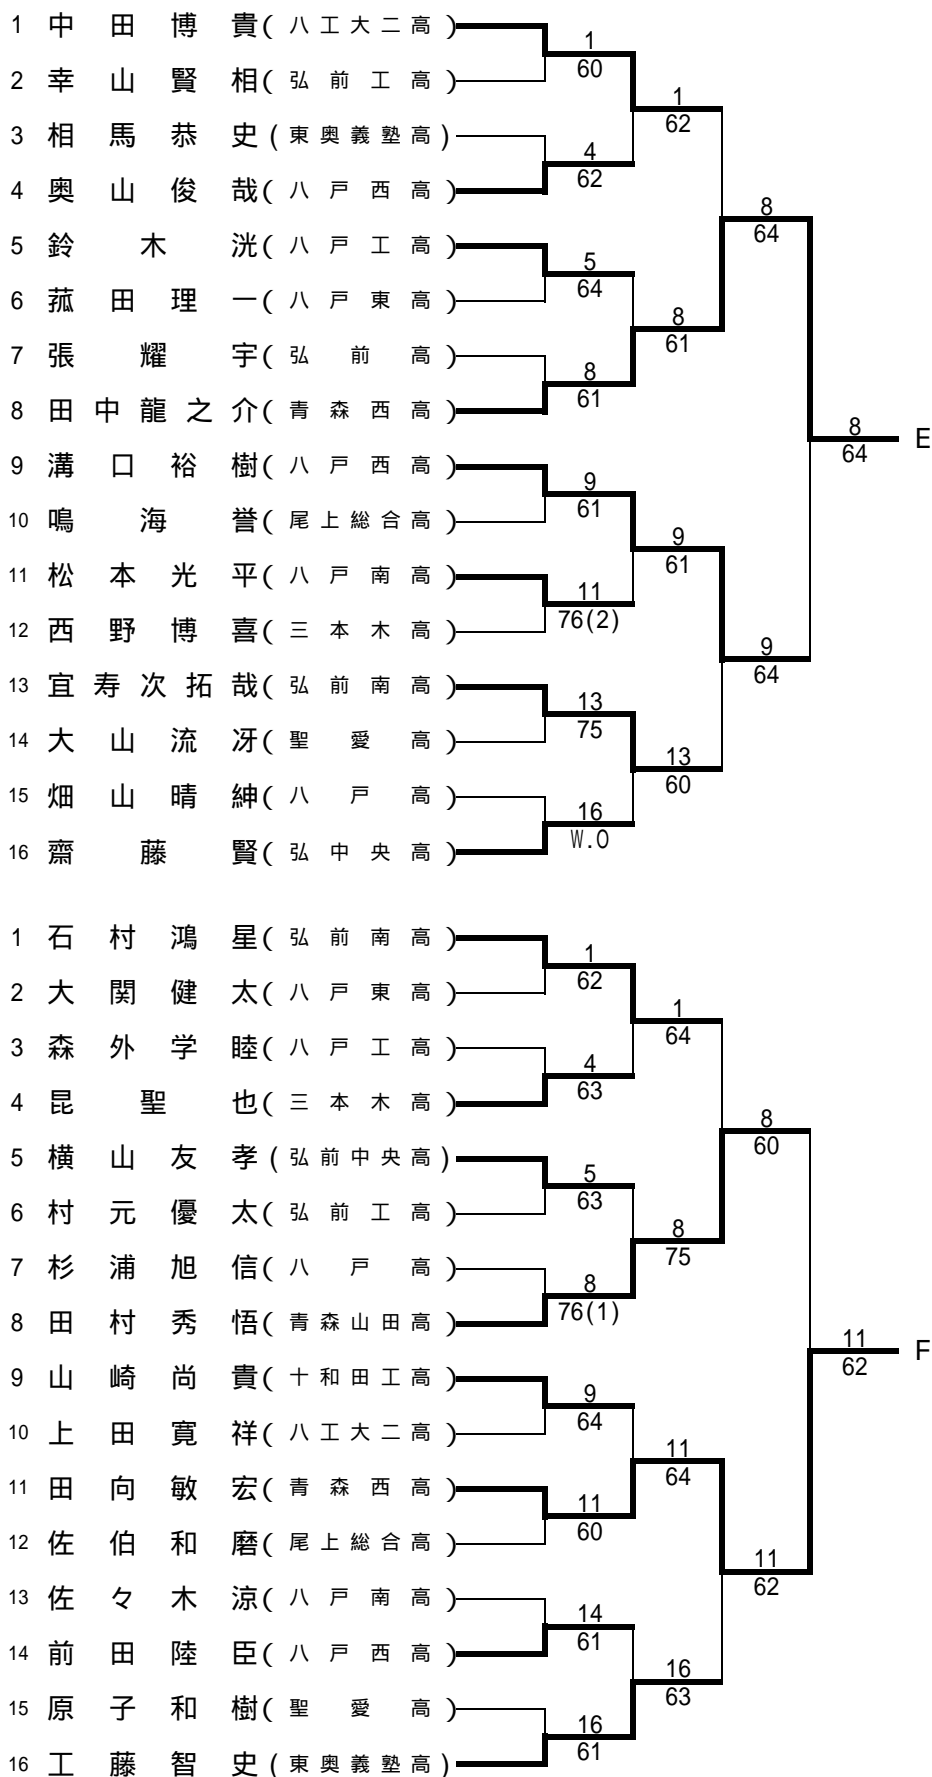 1 中田博貴(八工大二高)
1
60
2 幸山賢相(弘前工高)
1
62
3 相馬恭史(東奥義塾高)
4
62
4 奥山俊哉(八戸西高)
8
64
5 鈴木洸(八戸工高)
5
64
6 菰田理一(八戸東高)
8
61
7 張耀宇(弘前高)
8
61
8 田中龍之介(青森西高)
8
64
E
9 溝口裕樹(八戸西高)
9
61
10 鳴海誉(尾上総合高)
9
61
11 松本光平(八戸南高)
11
76(2)
12 西野博喜(三本木高)
9
64
13 宜寿次拓哉(弘前南高)
13
75
14 大山流冴(聖愛高)
13
60
15 畑山晴紳(八戸高)
16
W.O
16 齋藤賢(弘中央高)
1 石村鴻星(弘前南高)
1
62
2 大関健太(八戸東高)
1
64
3 森外学睦(八戸工高)
4
63
4 昆聖也(三本木高)
8
60
5 横山友孝(弘前中央高)
5
63
6 村元優太(弘前工高)
8
75
7 杉浦旭信(八戸高)
8
76(1)
8 田村秀悟(青森山田高)
11
62
F
9 山崎尚貴(十和田工高)
9
64
10 上田寛祥(八工大二高)
11
64
11 田向敏宏(青森西高)
11
60
12 佐伯和磨(尾上総合高)
11
62
13 佐々木涼(八戸南高)
14
61
14 前田陸臣(八戸西高)
16
63
15 原子和樹(聖愛高)
16
61
16 工藤智史(東奥義塾高)